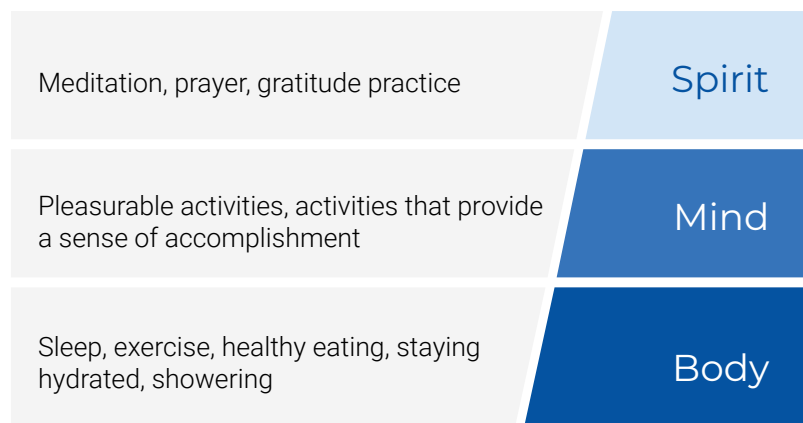 Meditation, prayer, gratitude practice
Spirit
Pleasurable activities, activities that provide
a sense of accomplishment
Mind
Sleep, exercise, healthy eating, staying
hydrated, showering
Body